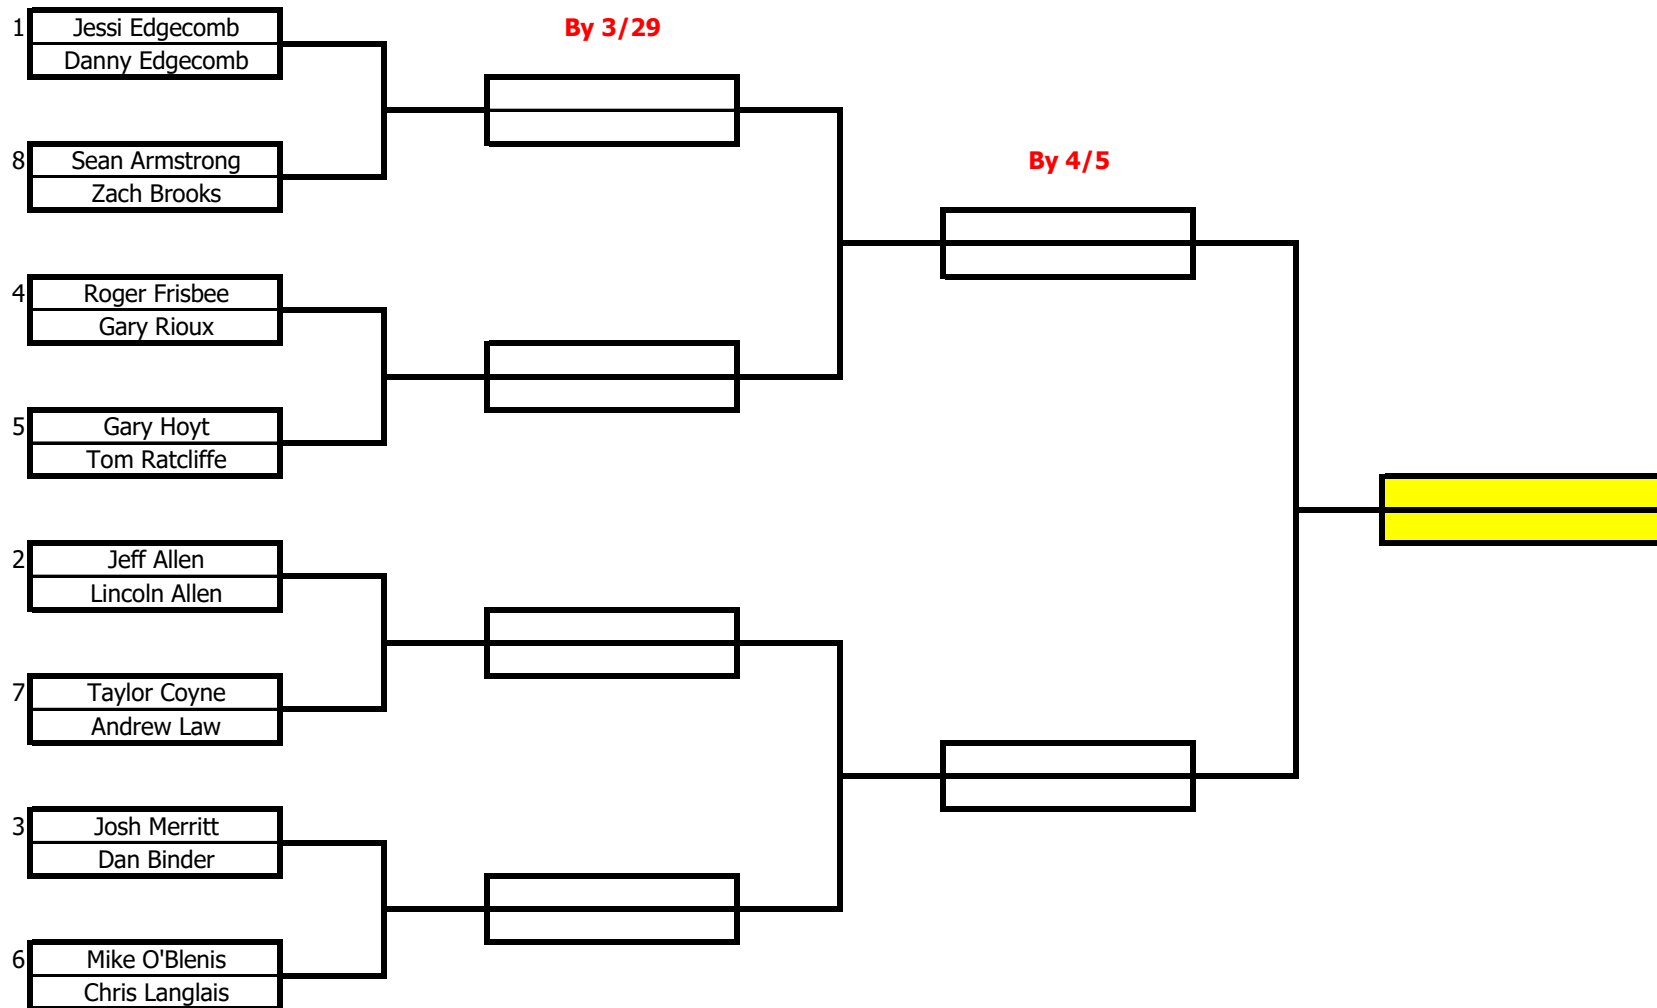 1 Jessi Edgecomb
Danny Edgecomb
By 3/29
8 Sean Armstrong
Zach Brooks
By 4/5
4 Roger Frisbee
Gary Rioux
5 Gary Hoyt
Tom Ratcliffe
2 Jeff Allen
Lincoln Allen
7 Taylor Coyne
Andrew Law
3 Josh Merritt
Dan Binder
6 Mike O'Blenis
Chris Langlais